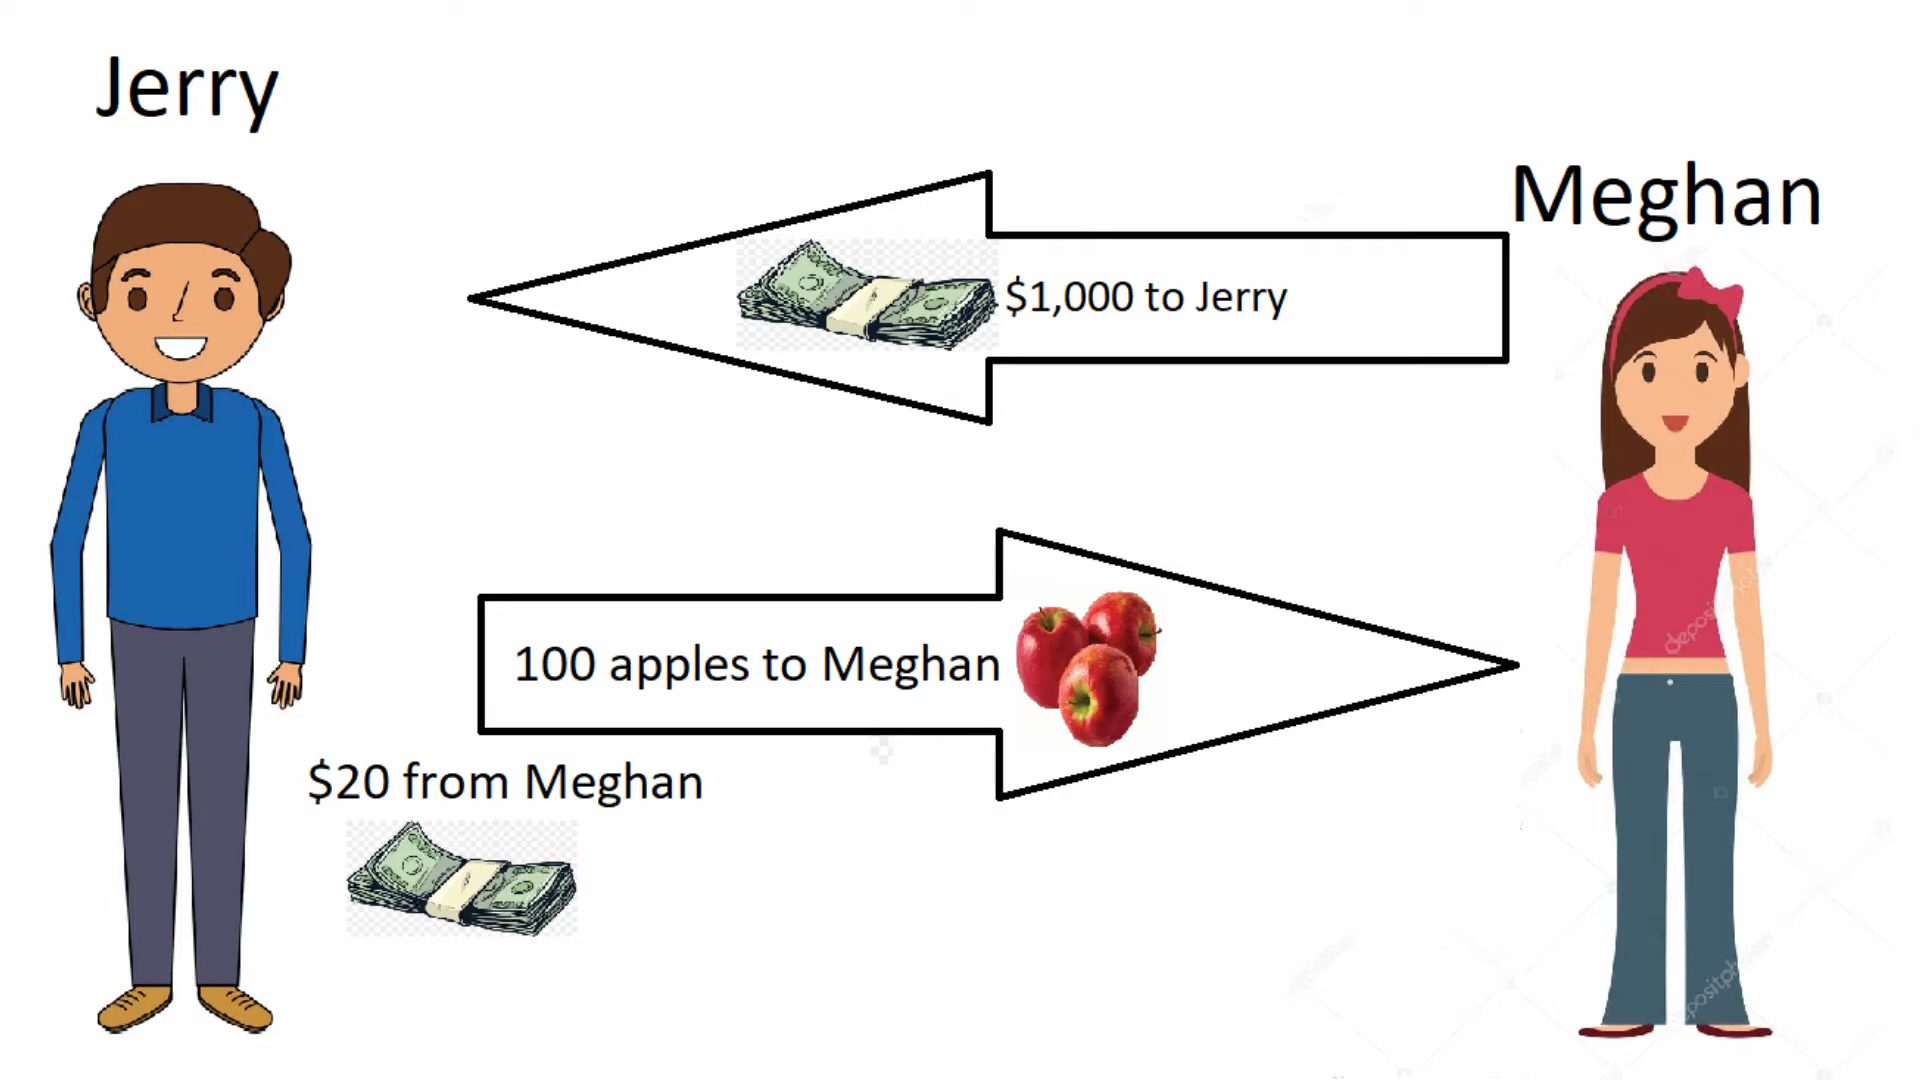 Jerry
Meghan
$1,000 to Jerry
100 apples to Meghan
$20 from Meghan